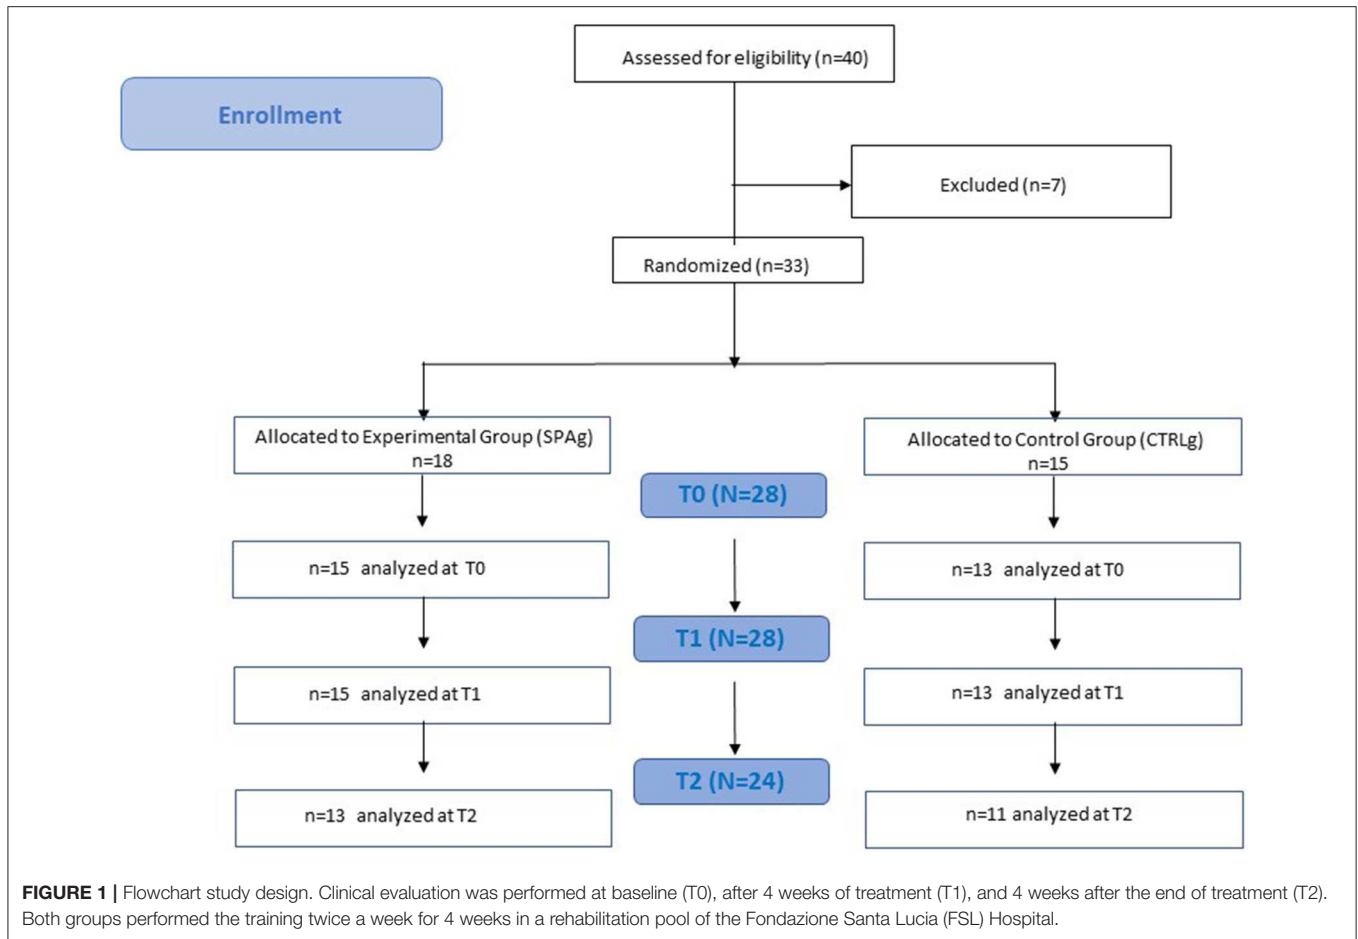 Assessed for eligibility (n=40)
Enrollment
Excluded (n=7)
Randomized (n=33)
Allocated to Experimental Group (SPAg)
n=18
Allocated to Control Group (CTRLg)
n=15
T0 (N=28)
n=15 analyzed at T0
n=13 analyzed at T0
T1 (N=28)
n=15 analyzed at T1
n=13 analyzed at T1
T2 (N=24)
n=13 analyzed at T2
n=11 analyzed at T2
FIGURE 1 | Flowchart study design. Clinical evaluation was performed at baseline (T0), after 4 weeks of treatment (T1), and 4 weeks after the end of treatment (T2).
Both groups performed the training twice a week for 4 weeks in a rehabilitation pool of the Fondazione Santa Lucia (FSL) Hospital.